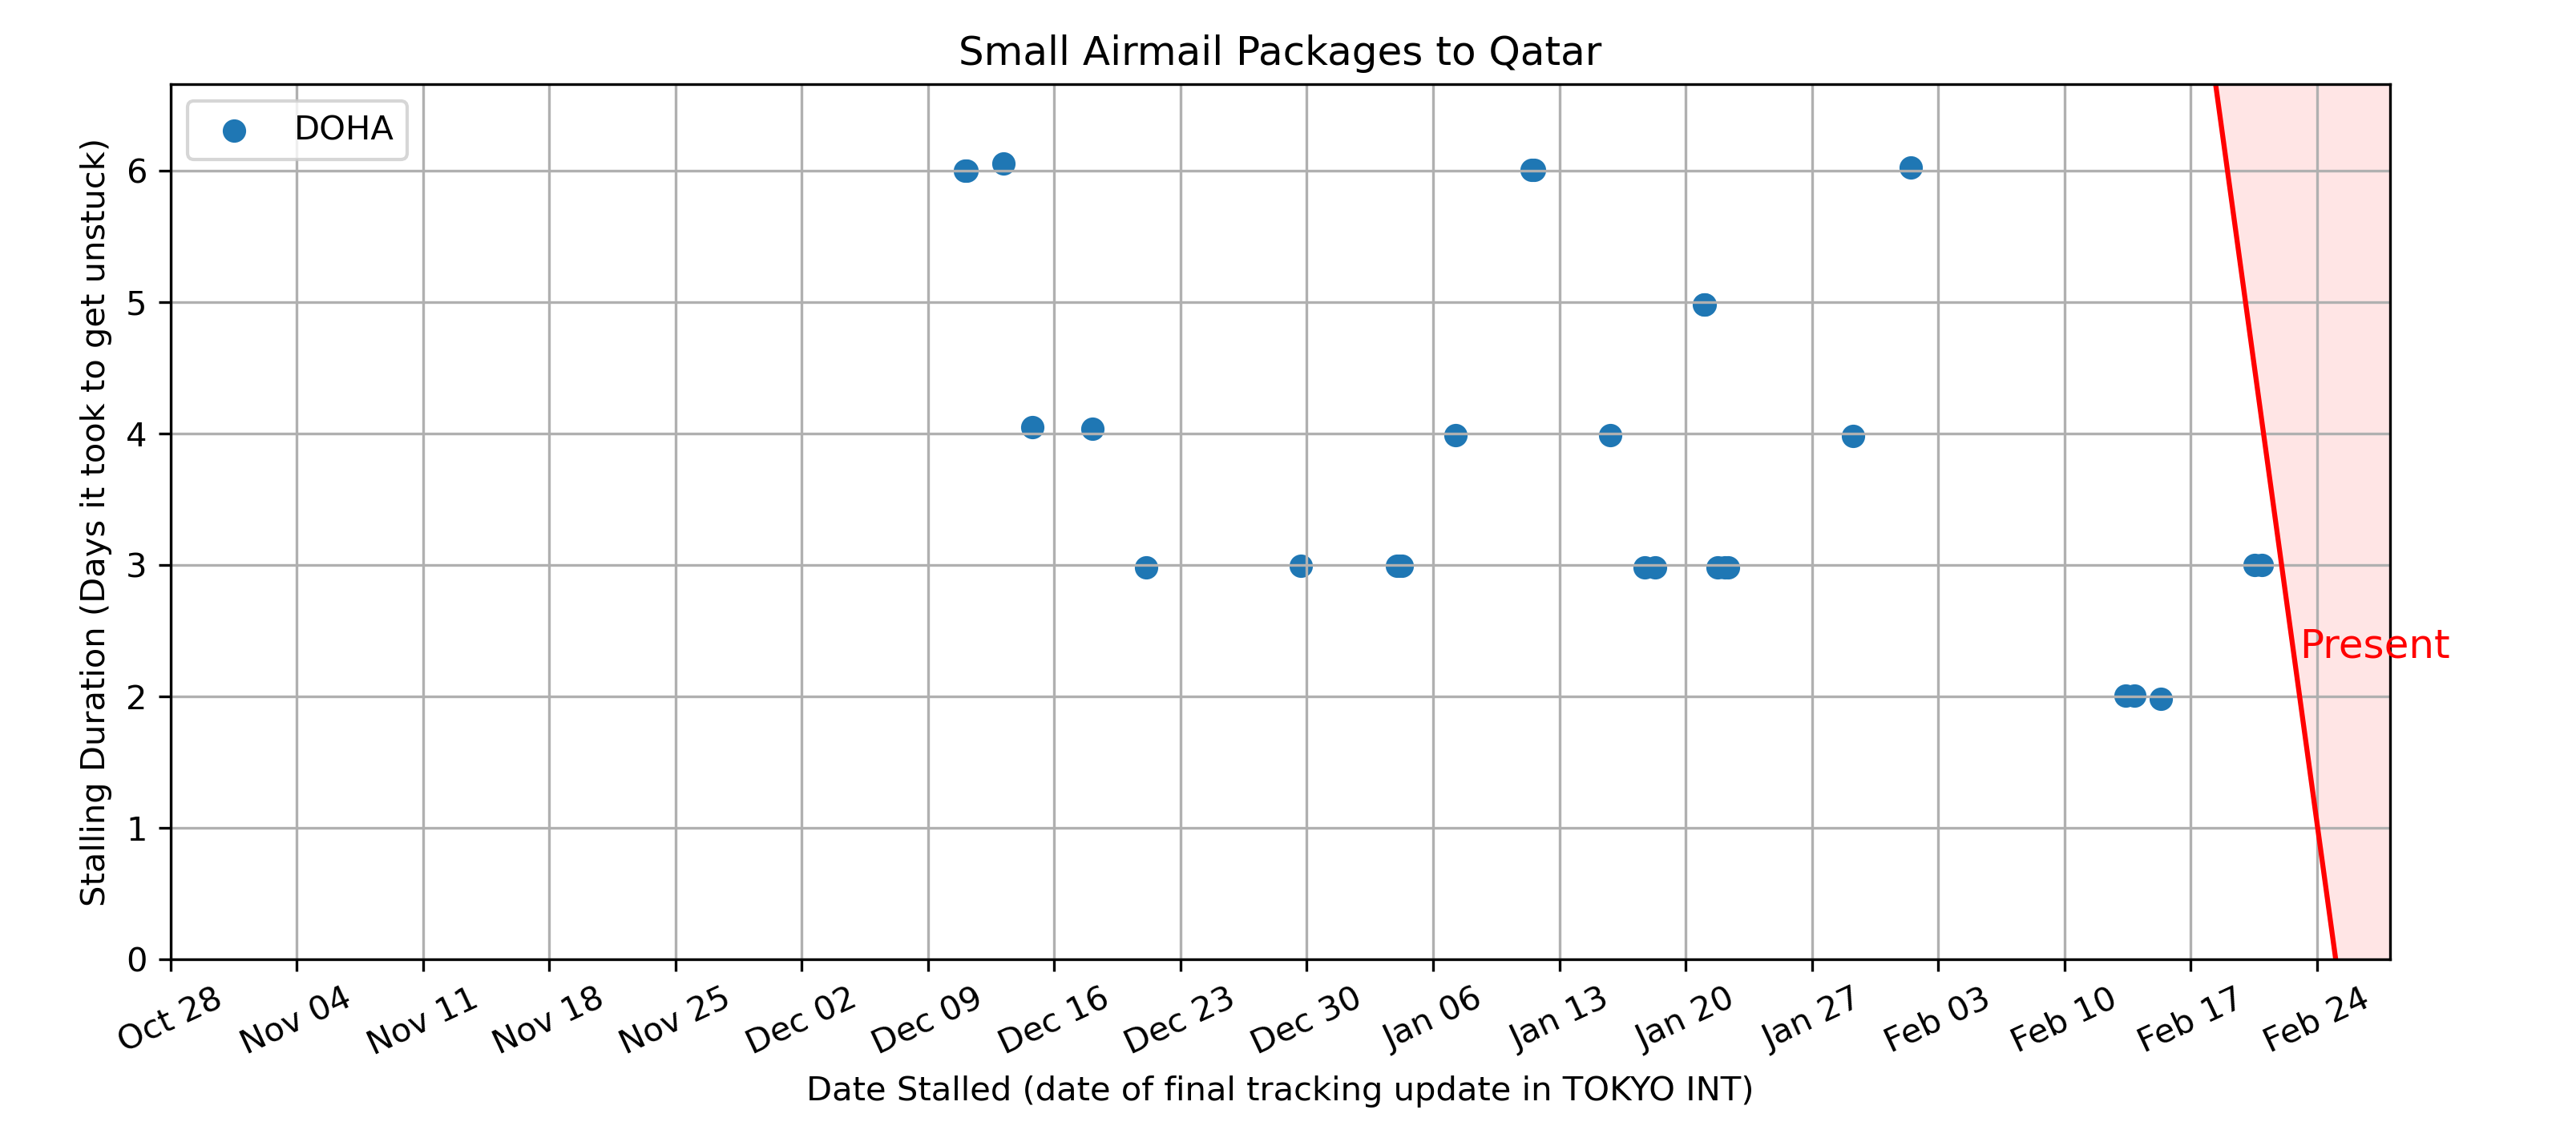 Small Airmail Packages to Qatar
DOHA
Stalling Duration (Days it took to get unstuck)
6
5
4
3
2
1
0
Present
Oct 28 Nov 04 Nov 11 Nov 18 Nov 25 Dec 02 Dec 09 Dec 16 Dec 23 Dec 30 Jan 06 Jan 13 Jan 20 Jan 27 Feb 03 Feb 10 Feb 17 Feb 24
Date Stalled (date of final tracking update in TOKYO INT)